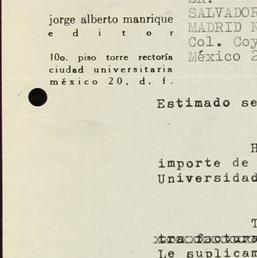 jorge alberto manrique
e d i t o r
10o. piso torre rectoría
ciudad universitaria
méxico 20, d. f.
SALVADOR
MADRID N
Col. Coy
México 2
Estimado se
H
importe de
Universidad
T
tra factura
Le suplicam